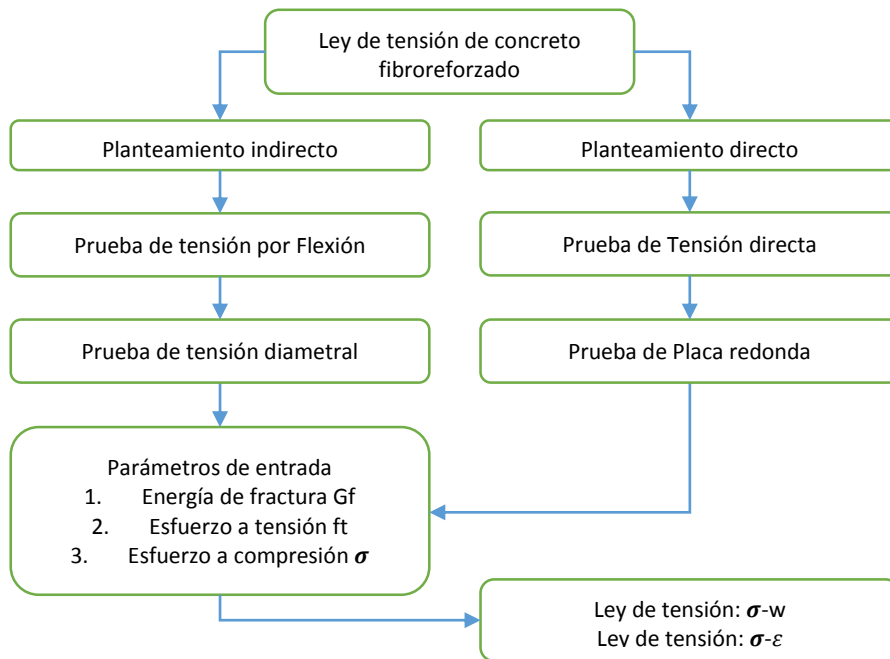 Ley de tensión de concreto
fibroreforzado
Planteamiento indirecto
Planteamiento directo
Prueba de tensión por Flexión
Prueba de Tensión directa
Prueba de tensión diametral
Prueba de Placa redonda
Parámetros de entrada
1. Energía de fractura Gf
2. Esfuerzo a tensión ft
3. Esfuerzo a compresión σ
Ley de tensión: σ-w
Ley de tensión: σ-ε